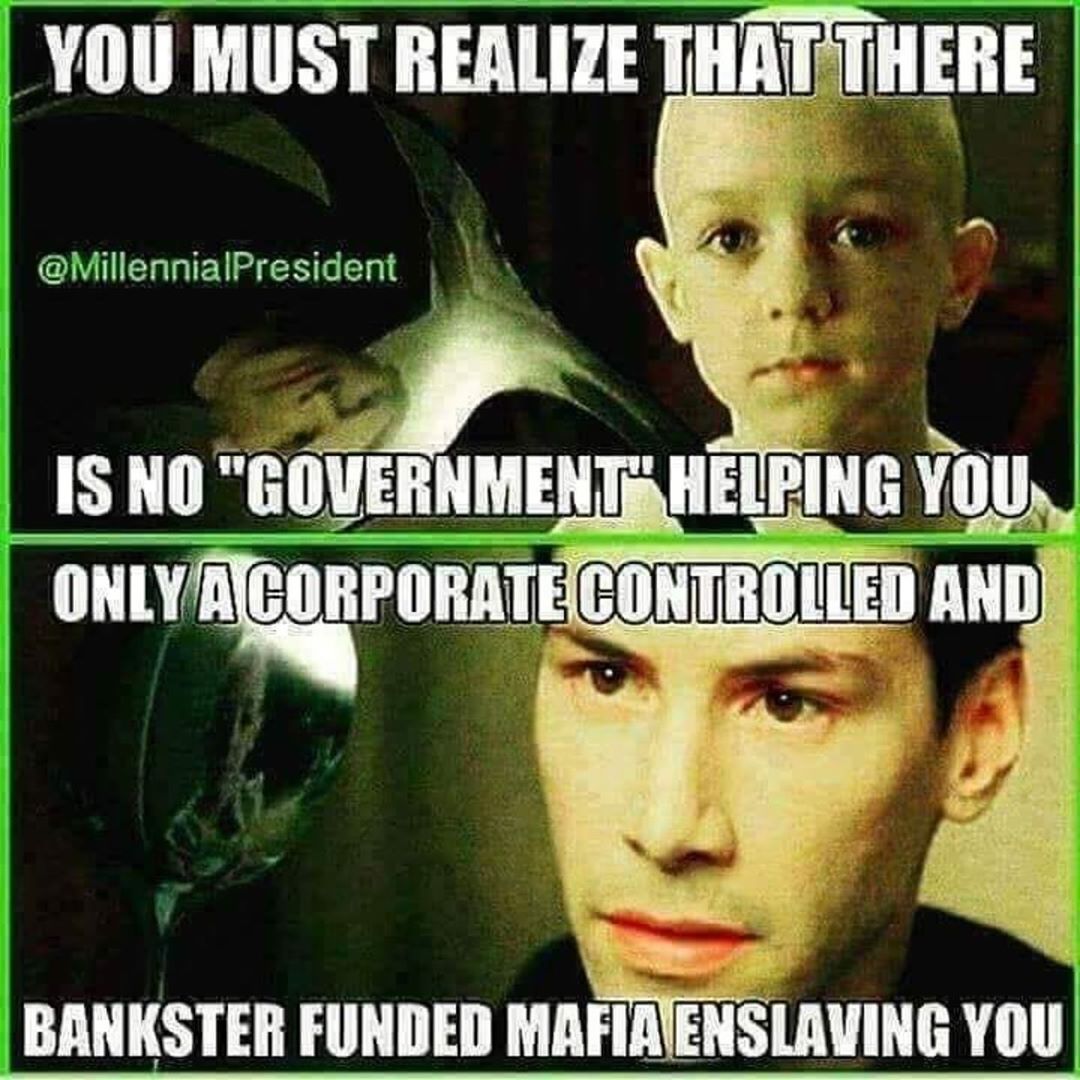 YOU MUST REALIZE THAT THERE
@MillennialPresident
IS NO "GOVERNMENT" HELPING YOU
ONLY A CORPORATE CONTROLLED AND
BANKSTER FUNDED MAFIA ENSLAVING YOU